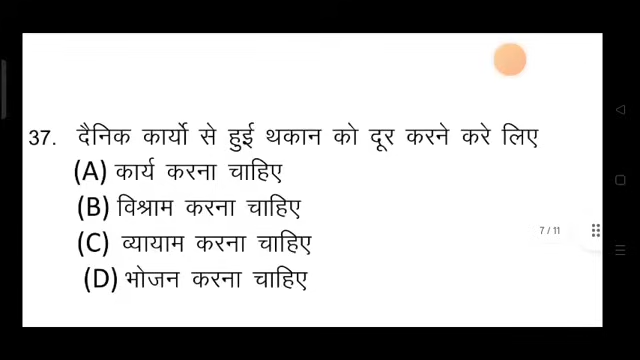 37. दैनिक कार्यो से हुई थकान को दूर करने करे लिए
(A) कार्य करना चाहिए
(B) विश्राम करना चाहिए
(C) व्यायाम करना चाहिए
7 / 11
(D) भोजन करना चाहिए